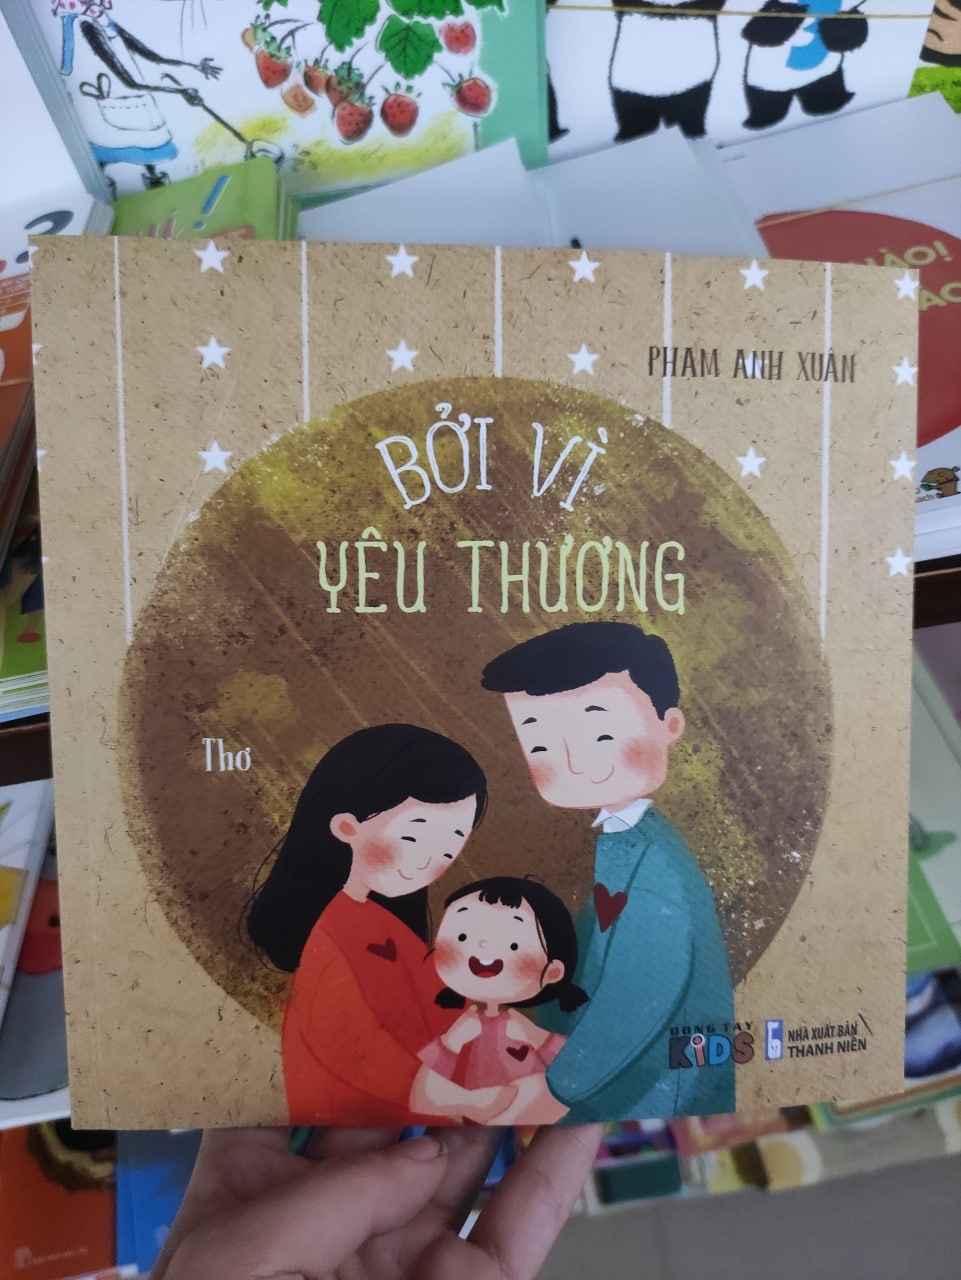 PHẠM ANH XUÂN
BỞI VÌ
YÊU THƯƠNG
Thơ
ĐÔNG TÂY
KiDS
NHÀ XUẤT BẢN
THANH NIÊN